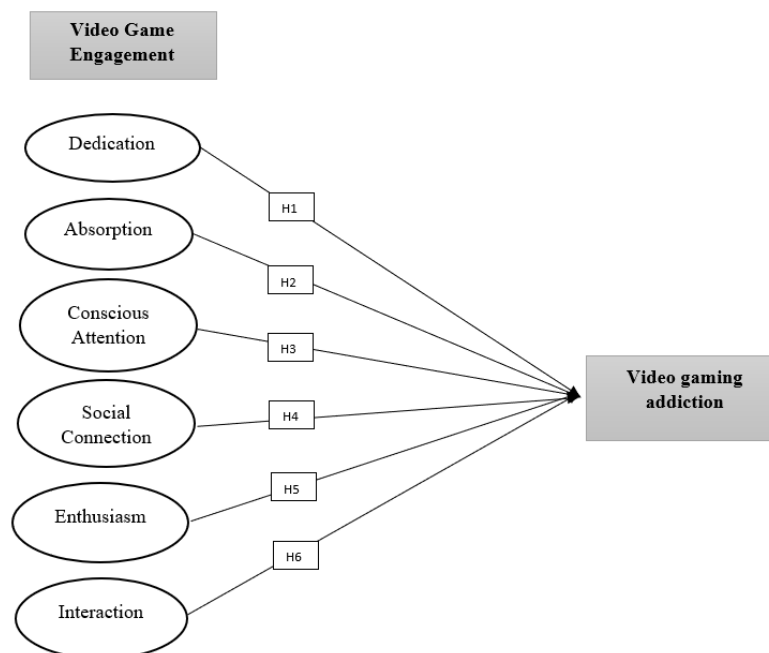 Video Game
Engagement
Dedication
H1
Absorption
H2
Conscious
Attention
H3
Video gaming
addiction
Social
Connection
H4
Enthusiasm
H5
Interaction
H6